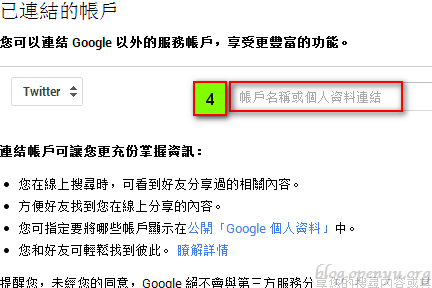 已連結的帳戶
您可以連結 Google 以外的服務帳戶，享受更豐富的功能。
Twitter
4
帳戶名稱或個人資料連結
連結帳戶可讓您更充份掌握資訊：
您在線上搜尋時，可看到好友分享過的相關內容。
方便好友找到您在線上分享的內容。
您可指定要將哪些帳戶顯示在公開「Google 個人資料」中。
您和好友可輕鬆找到彼此。 瞭解詳情
提醒您，未經您的同意，Google 絕不會與第三方服務分享您的搜尋內容或其
blog.openyu.org